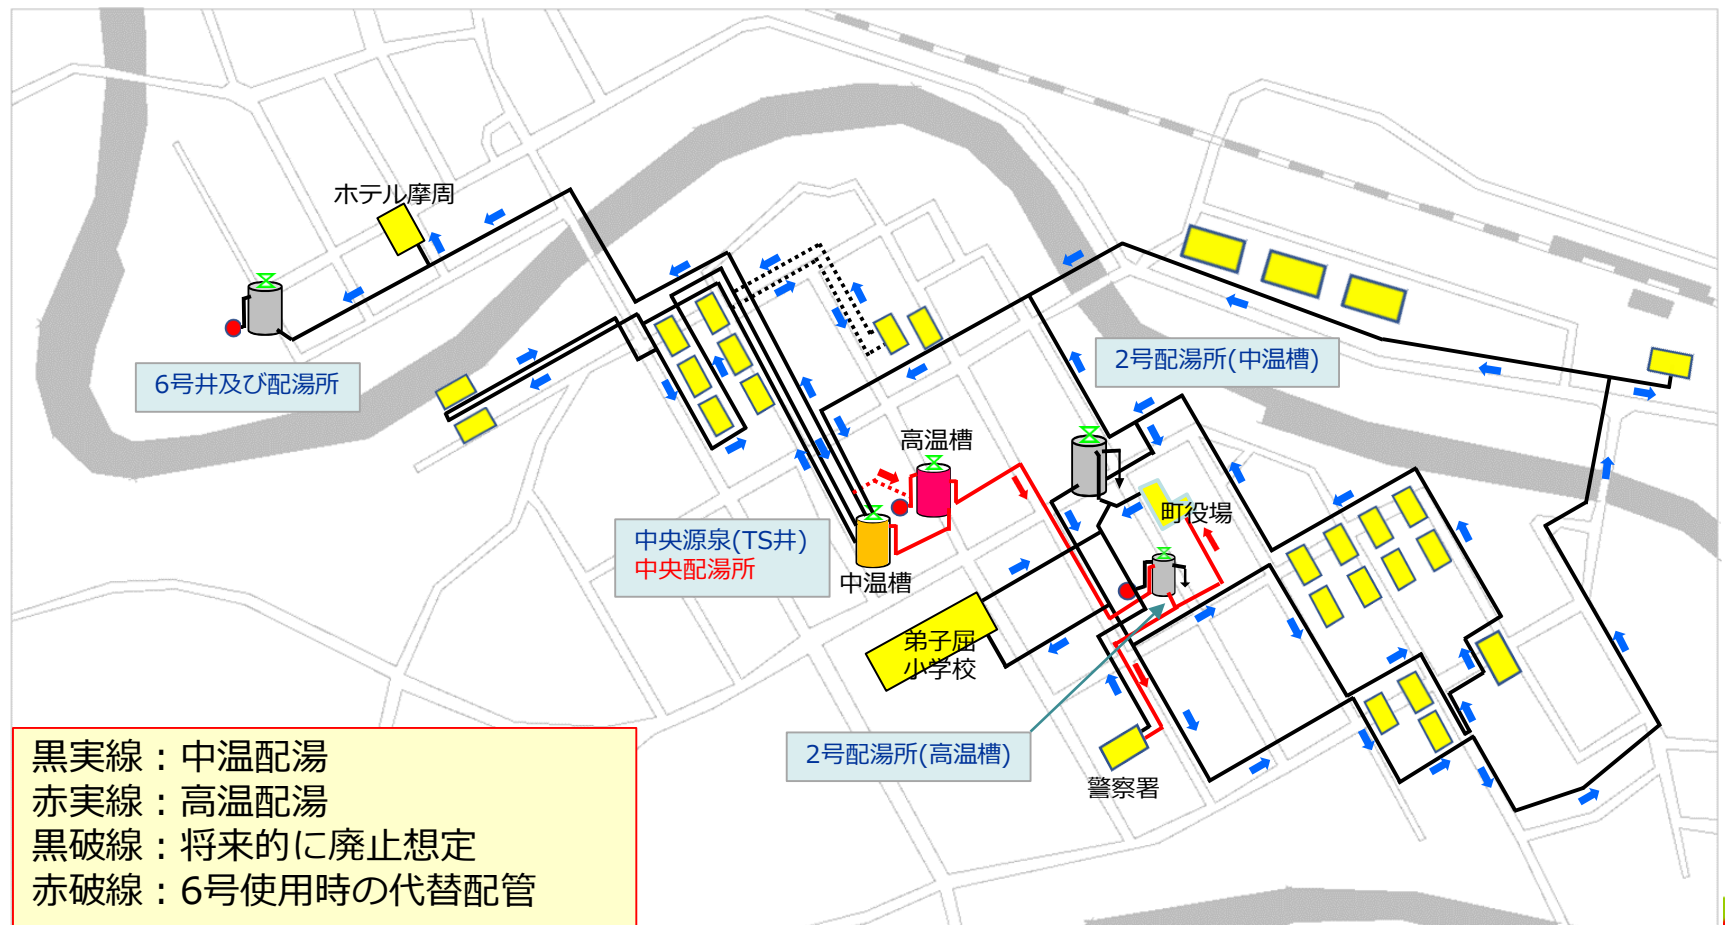 ホテル摩周
6号井及び配湯所
2号配湯所(中温槽)
高温槽
町役場
中央源泉(TS井)
中央配湯所
中温槽
弟子屈
小学校
2号配湯所(高温槽)
警察署
黒実線：中温配湯
赤実線：高温配湯
黒破線：将来的に廃止想定
赤破線：6号使用時の代替配管